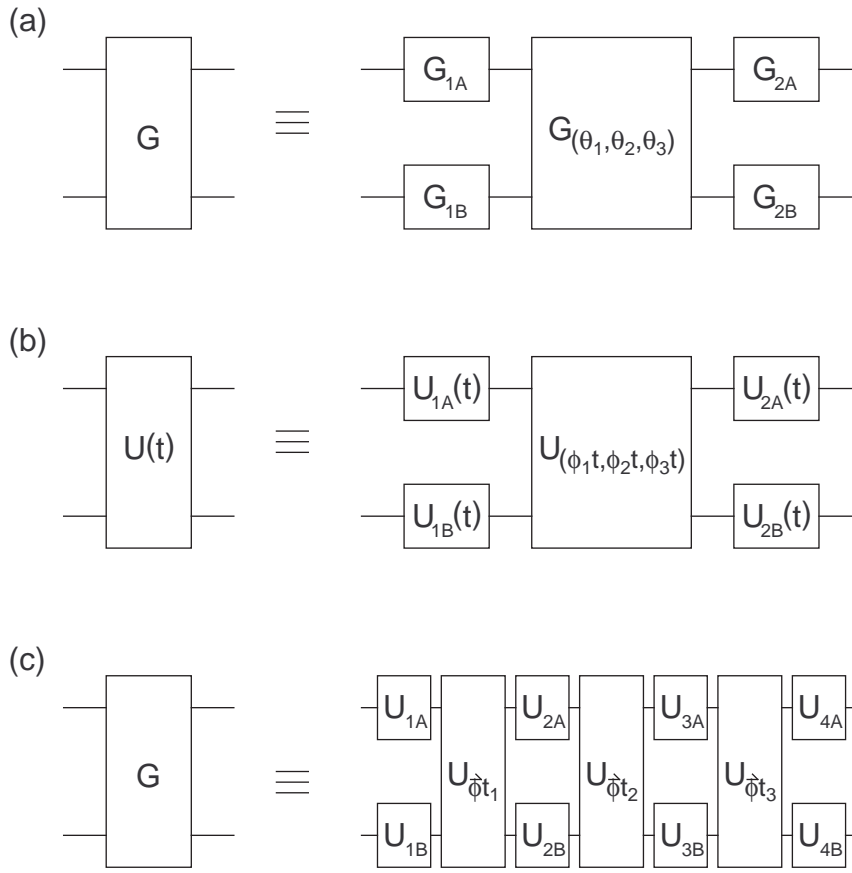 (a)
G ≡ G1A G(θ1,θ2,θ3) G2A
G1B G2B
(b)
U(t) ≡ U1A(t) U(ϕ1t,ϕ2t,ϕ3t) U2A(t)
U1B(t) U2B(t)
(c)
G ≡ U1A Uϕ⃗t1 U2A Uϕ⃗t2 U3A Uϕ⃗t3 U4A
U1B U2B U3B U4B